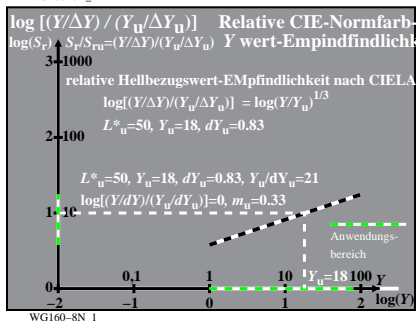 log [(Y/ΔY) / (Yu/ΔYu)] Relative CIE-Normfarb-
log(Sr) Sr/Sru=(Y/ΔY)/(Yu/ΔYu) Y wert-Empindfindlichk
3 1000
relative Hellbezugswert-EMpfindlichkeit nach CIELA
log[(Y/ΔY)/(Yu/ΔYu)] = log(Y/Yu)1/3
L*u=50, Yu=18, dYu=0.83
2 100
L*u=50, Yu=18, dYu=0.83, Yu/dYu=21
log[(Y/dY)/(Yu/dYu)]=0, mu=0.33
1 10
Anwendungs-
bereich
0,1 1 10 Yu=18 100 Y
0
−2 −1 0 1 2 log(Y)
WG160−8N_1